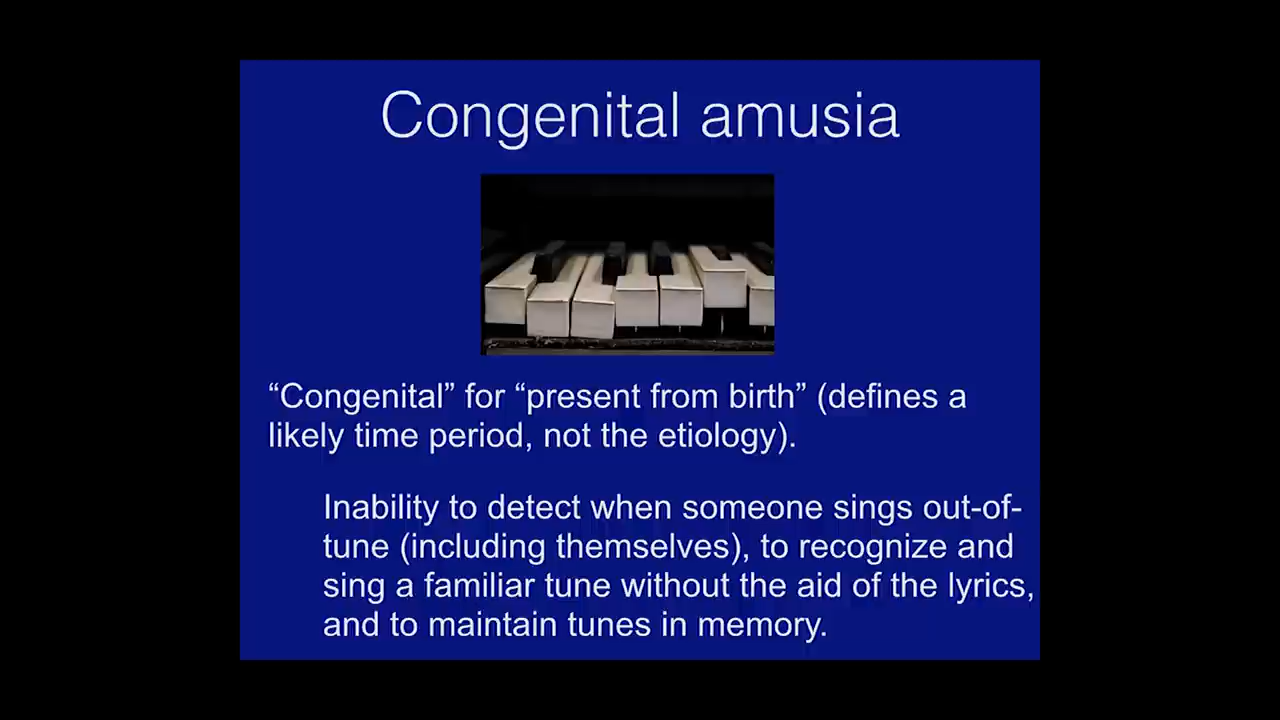 Congenital amusia
“Congenital” for “present from birth” (defines a
likely time period, not the etiology).
Inability to detect when someone sings out-of-
tune (including themselves), to recognize and
sing a familiar tune without the aid of the lyrics,
and to maintain tunes in memory.